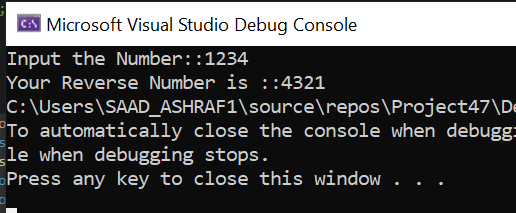 Microsoft Visual Studio Debug Console
Input the Number::1234
Your Reverse Number is ::4321
C:\Users\SAAD_ASHRAF1\source\repos\Project47\De
To automatically close the console when debuggi
le when debugging stops.
Press any key to close this window . . .